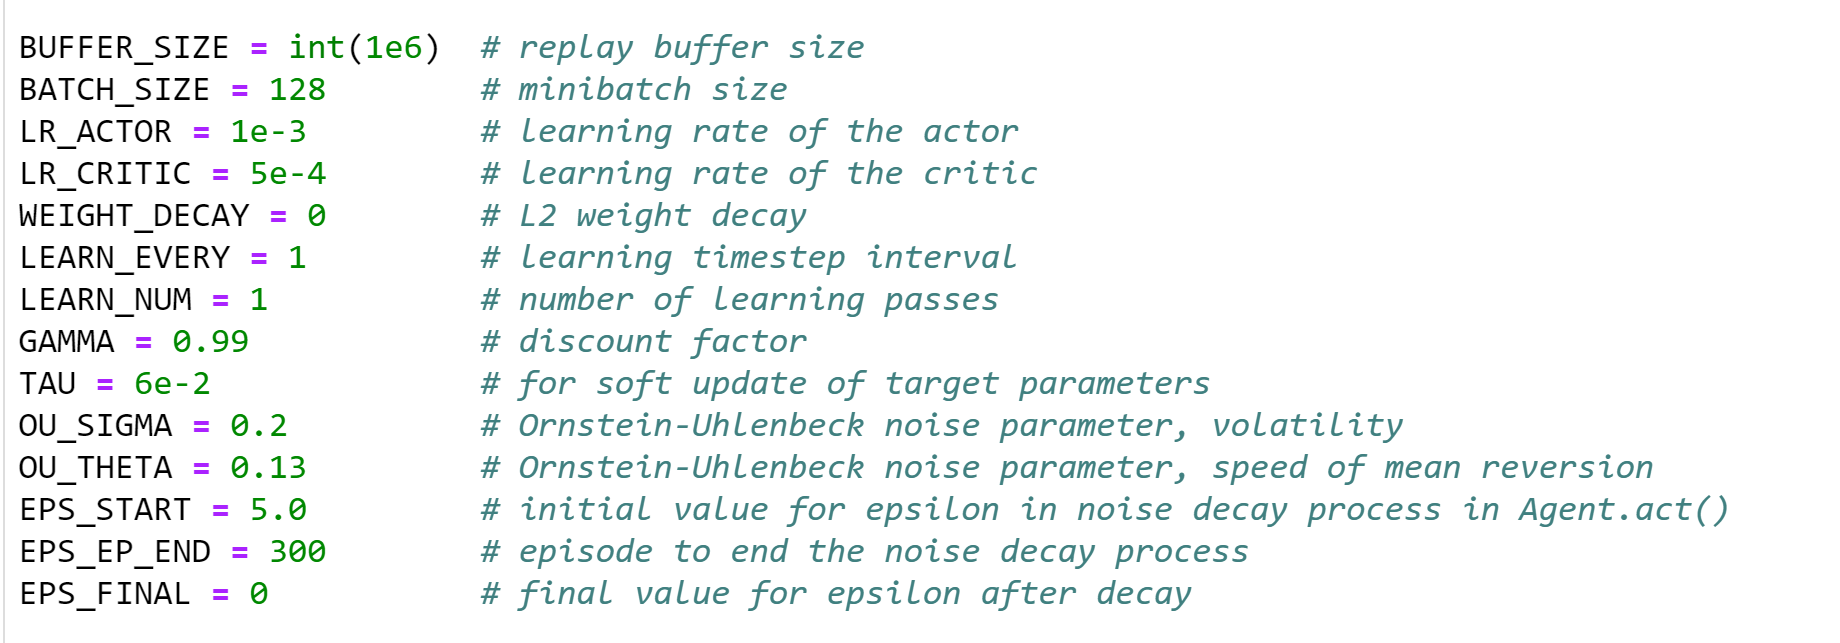 BUFFER_SIZE = int(1e6)  # replay buffer size
BATCH_SIZE = 128        # minibatch size
LR_ACTOR = 1e-3         # learning rate of the actor
LR_CRITIC = 5e-4        # learning rate of the critic
WEIGHT_DECAY = 0        # L2 weight decay
LEARN_EVERY = 1         # learning timestep interval
LEARN_NUM = 1           # number of learning passes
GAMMA = 0.99            # discount factor
TAU = 6e-2              # for soft update of target parameters
OU_SIGMA = 0.2          # Ornstein-Uhlenbeck noise parameter, volatility
OU_THETA = 0.13         # Ornstein-Uhlenbeck noise parameter, speed of mean reversion
EPS_START = 5.0         # initial value for epsilon in noise decay process in Agent.act()
EPS_EP_END = 300        # episode to end the noise decay process
EPS_FINAL = 0           # final value for epsilon after decay